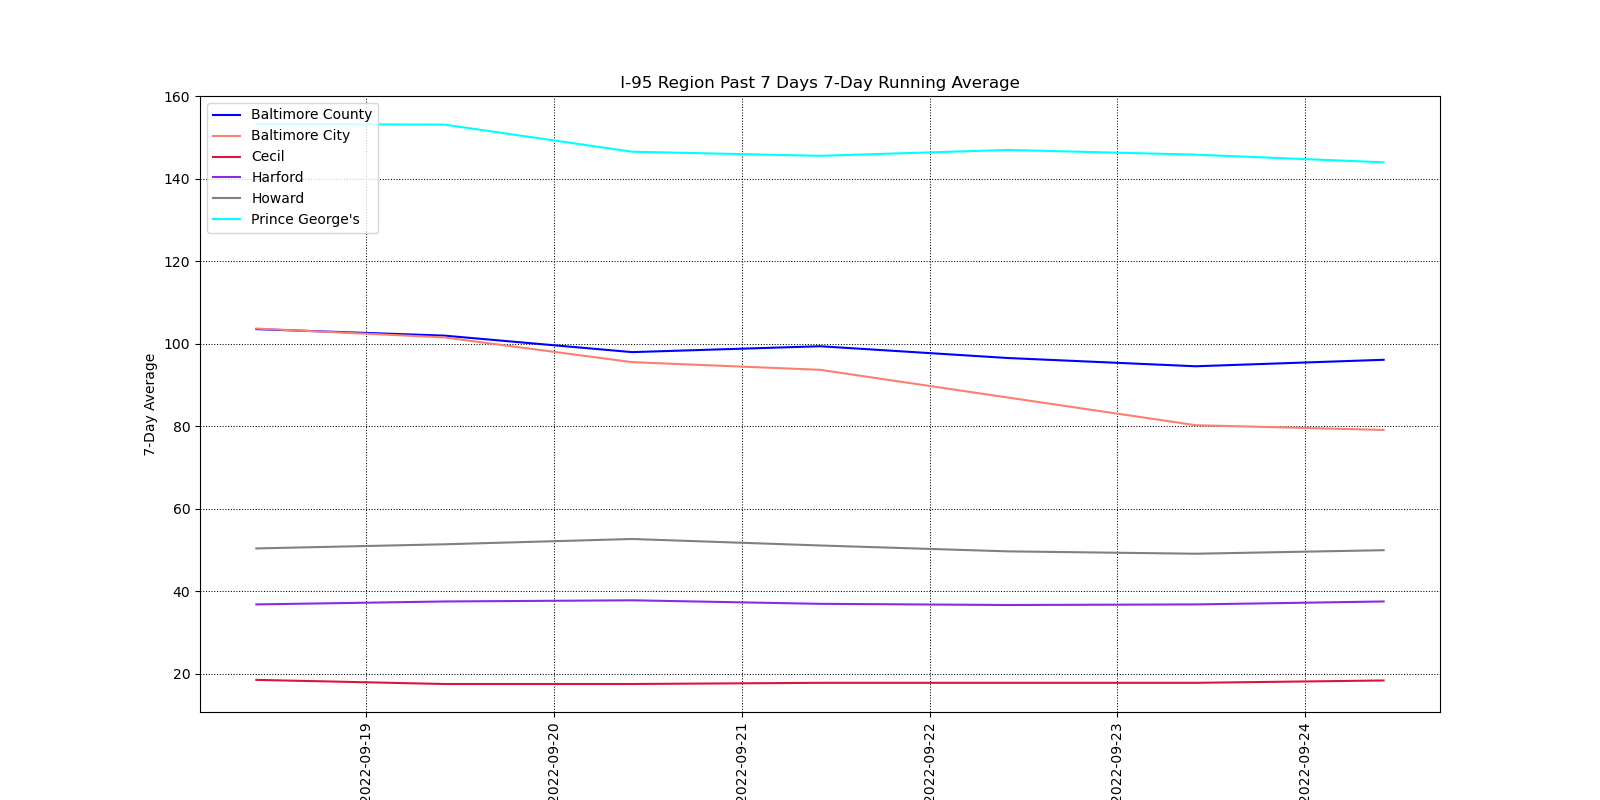 I-95 Region Past 7 Days 7-Day Running Average
160
140
120
100
80
60
40
20
7-Day Average
Baltimore County
Baltimore City
Cecil
Harford
Howard
Prince George's
2022-09-19
2022-09-20
2022-09-21
2022-09-22
2022-09-23
2022-09-24